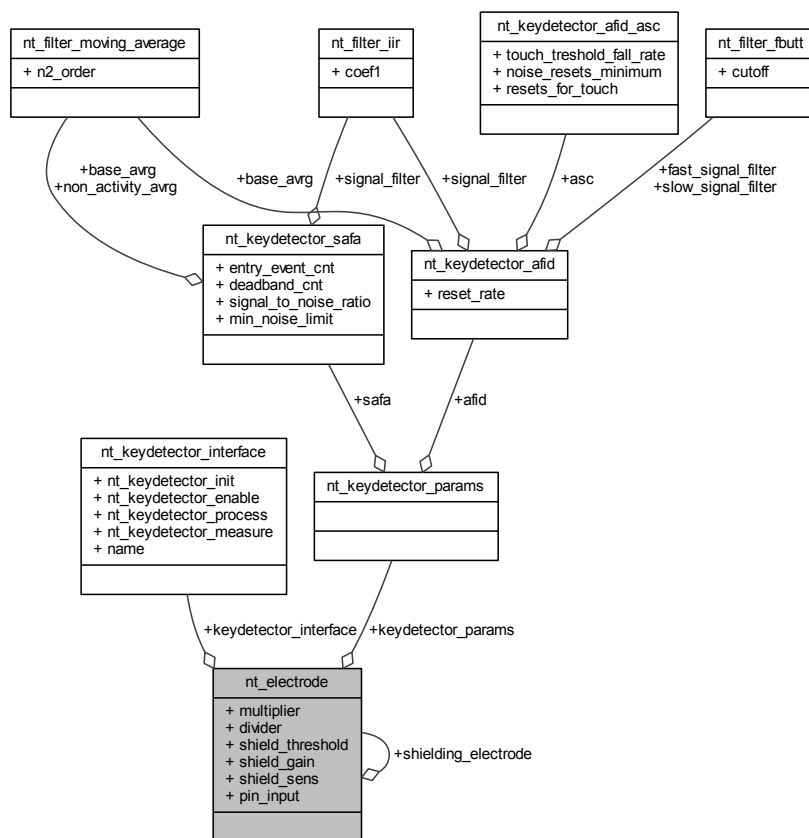 nt_filter_moving_average
+ n2_order
nt_filter_iir
+ coef1
nt_keydetector_afid_asc
+ touch_treshold_fall_rate
+ noise_resets_minimum
+ resets_for_touch
nt_filter_fbutt
+ cutoff
+base_avrg
+non_activity_avrg
+base_avrg
+signal_filter
+signal_filter
+asc
+fast_signal_filter
+slow_signal_filter
nt_keydetector_safa
+ entry_event_cnt
+ deadband_cnt
+ signal_to_noise_ratio
+ min_noise_limit
nt_keydetector_afid
+ reset_rate
+safa
+afid
nt_keydetector_interface
+ nt_keydetector_init
+ nt_keydetector_enable
+ nt_keydetector_process
+ nt_keydetector_measure
+ name
nt_keydetector_params
+keydetector_interface
+keydetector_params
nt_electrode
+ multiplier
+ divider
+ shield_threshold
+ shield_gain
+ shield_sens
+ pin_input
+shielding_electrode